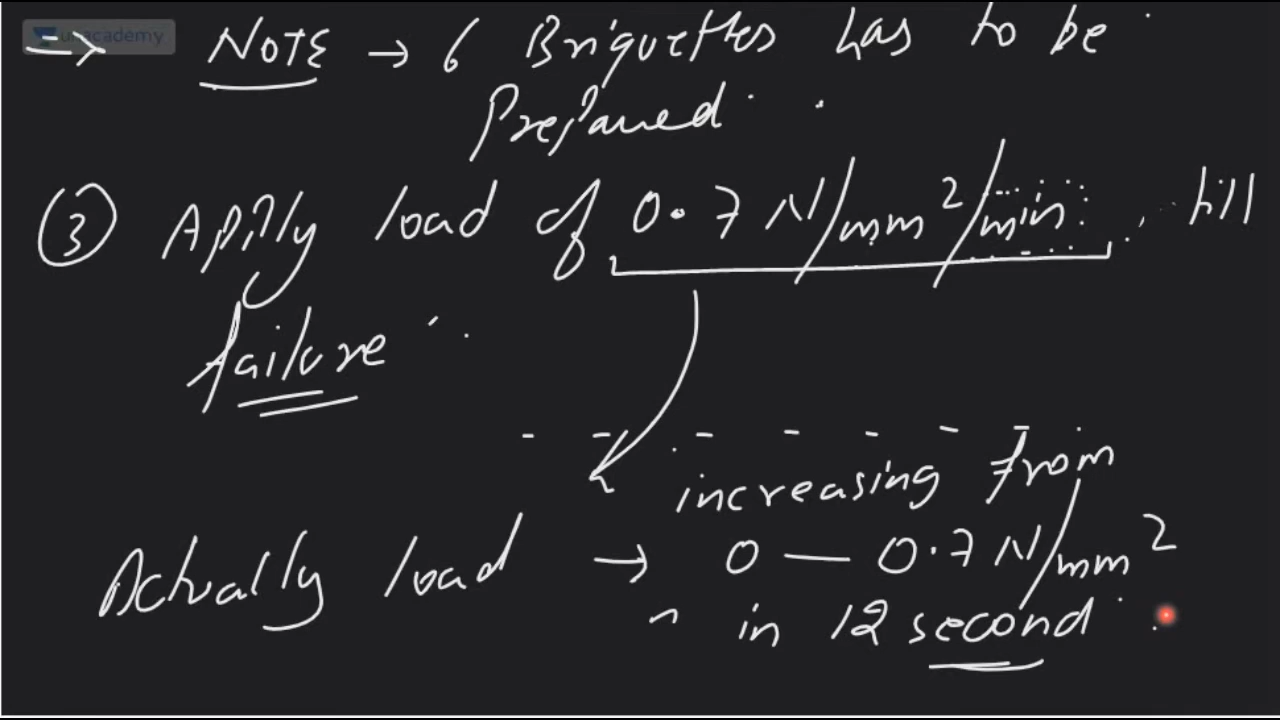 unacademy
=> NOTE → 6 Briquettes has to be
Prepared.
③ Apply load of 0.7 N/mm²/min. till
failure.
increasing from
Actually load → 0 — 0.7 N/mm²
in 12 second.